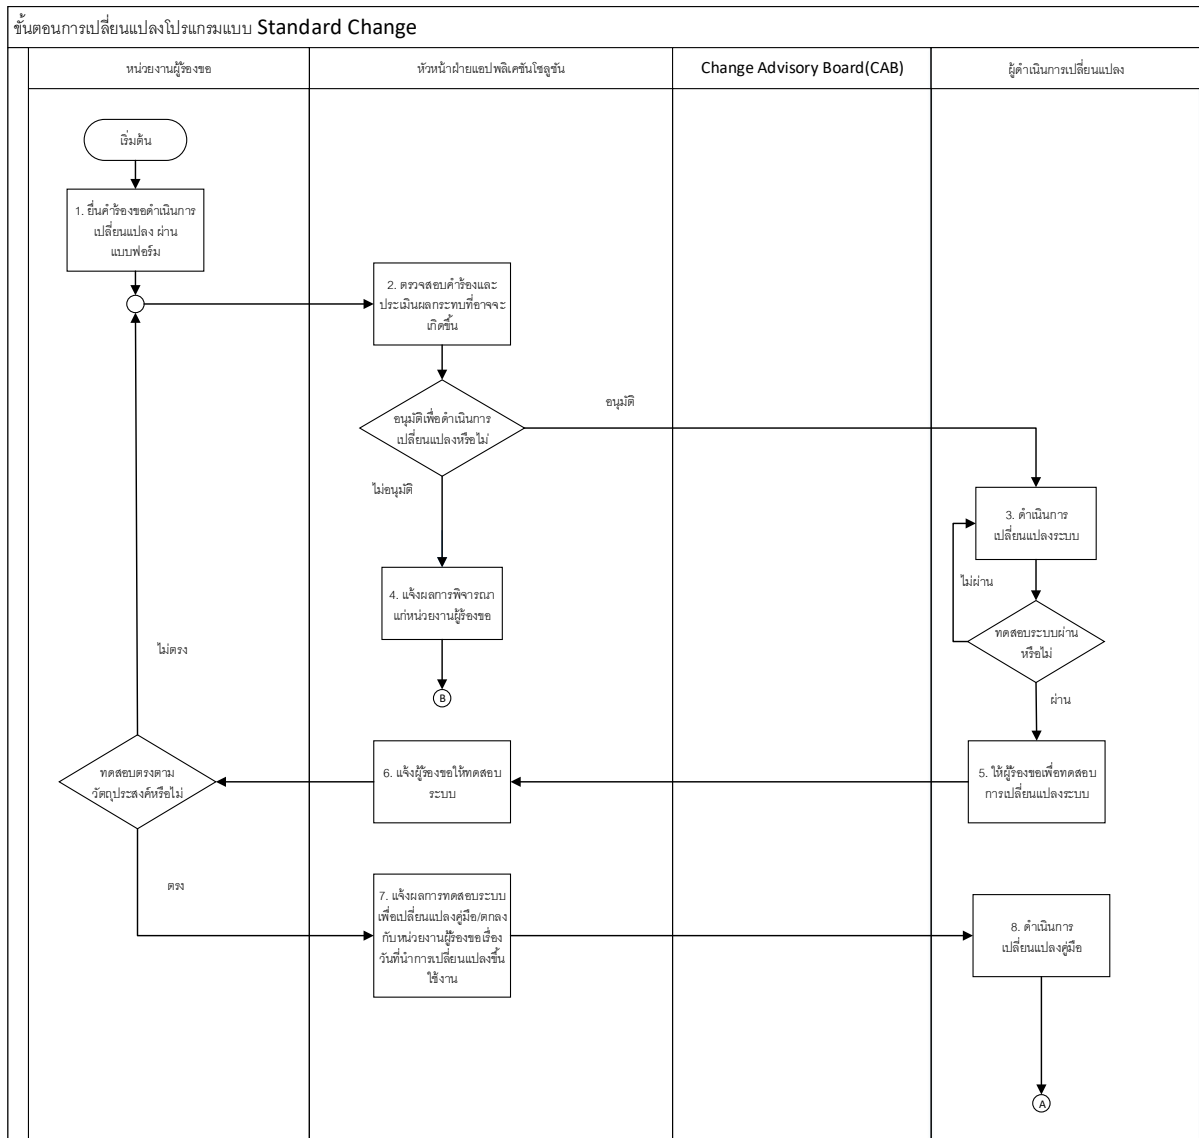 ขั้นตอนการเปลี่ยนแปลงโปรแกรมแบบ Standard Change
หน่วยงานผู้ร้องขอ
หัวหน้าฝ่ายแอปพลิเคชันโซลูชัน
Change Advisory Board(CAB)
ผู้ดำเนินการเปลี่ยนแปลง
เริ่มต้น
1. ยื่นคำร้องขอดำเนินการ
เปลี่ยนแปลง ผ่าน
แบบฟอร์ม
2. ตรวจสอบคำร้องและ
ประเมินผลกระทบที่อาจจะ
เกิดขึ้น
อนุมัติเพื่อดำเนินการ
เปลี่ยนแปลงหรือไม่
อนุมัติ
ไม่อนุมัติ
3. ดำเนินการ
เปลี่ยนแปลงระบบ
ไม่ผ่าน
4. แจ้งผลการพิจารณา
แก่หน่วยงานผู้ร้องขอ
ทดสอบระบบผ่าน
หรือไม่
ไม่ตรง
B
ผ่าน
ทดสอบตรงตาม
วัตถุประสงค์หรือไม่
6. แจ้งผู้ร้องขอให้ทดสอบ
ระบบ
5. ให้ผู้ร้องขอเพื่อทดสอบ
การเปลี่ยนแปลงระบบ
ตรง
7. แจ้งผลการทดสอบระบบ
เพื่อเปลี่ยนแปลงคู่มือ/ตกลง
กับหน่วยงานผู้ร้องขอเรื่อง
วันที่นำการเปลี่ยนแปลงขึ้น
ใช้งาน
8. ดำเนินการ
เปลี่ยนแปลงคู่มือ
A